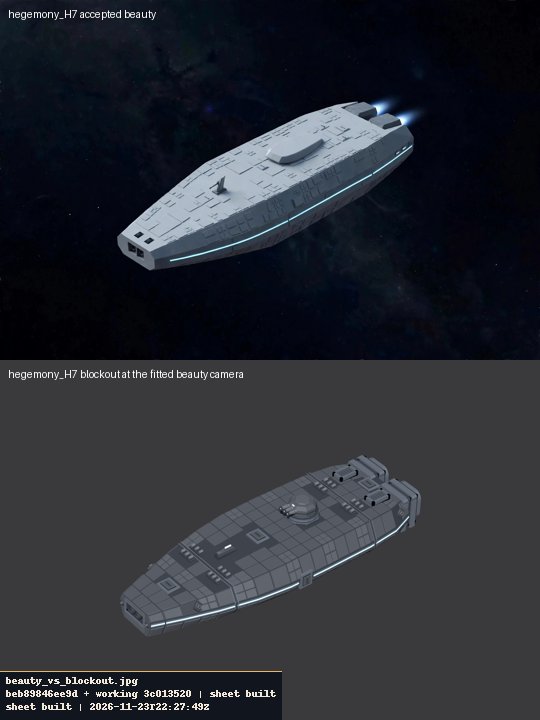 hegemony_H7 accepted beauty
hegemony_H7 blockout at the fitted beauty camera
beauty_vs_blockout.jpg
beb89846ee9d + working 3c013520 | sheet built
sheet built | 2026-11-23r22:27:49z